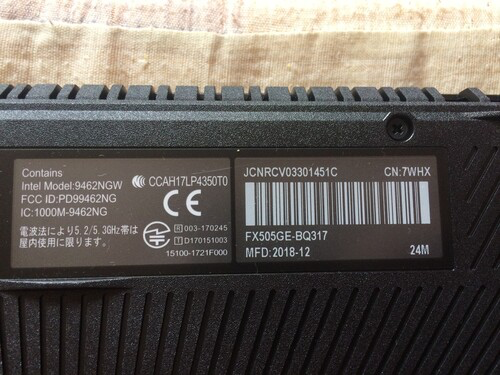 Contains
Intel Model:9462NGW
FCC ID:PD99462NG
IC:1000M-9462NG
電波法により5.2/5.3GHz帯は
屋内使用に限ります.
CCAH17LP4350T0
CE
R 003-170245
T D170151003
15100-1721F000
JCNRCV03301451C CN:7WHX
FX505GE-BQ317
MFD:2018-12 24M